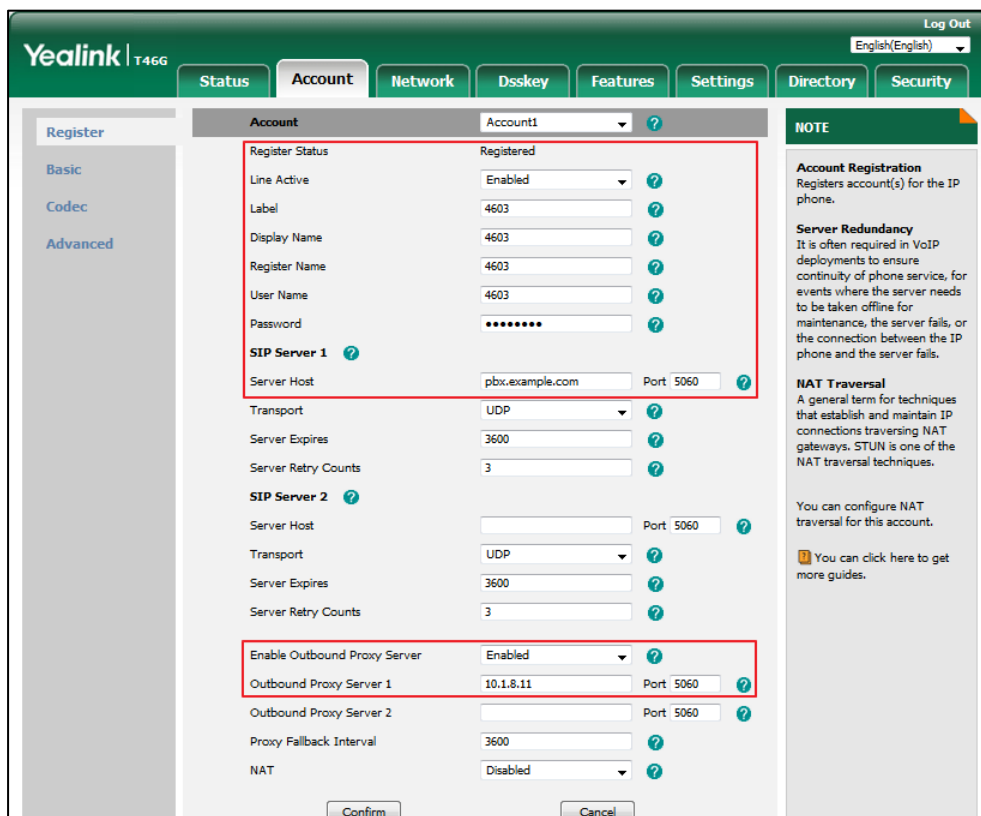 Log Out
English(English)
Yealink T46G
Status Account Network Dsskey Features Settings Directory Security
Register
Basic
Codec
Advanced
Account Account1 ?
Register Status Registered
Line Active Enabled ?
Label 4603 ?
Display Name 4603 ?
Register Name 4603 ?
User Name 4603 ?
Password •••••••• ?
SIP Server 1 ?
Server Host pbx.example.com Port 5060 ?
Transport UDP ?
Server Expires 3600 ?
Server Retry Counts 3 ?
SIP Server 2 ?
Server Host Port 5060 ?
Transport UDP ?
Server Expires 3600 ?
Server Retry Counts 3 ?
Enable Outbound Proxy Server Enabled ?
Outbound Proxy Server 1 10.1.8.11 Port 5060 ?
Outbound Proxy Server 2 Port 5060 ?
Proxy Fallback Interval 3600 ?
NAT Disabled ?
Confirm Cancel
NOTE
Account Registration
Registers account(s) for the IP
phone.
Server Redundancy
It is often required in VoIP
deployments to ensure
continuity of phone service, for
events where the server needs
to be taken offline for
maintenance, the server fails, or
the connection between the IP
phone and the server fails.
NAT Traversal
A general term for techniques
that establish and maintain IP
connections traversing NAT
gateways. STUN is one of the
NAT traversal techniques.
You can configure NAT
traversal for this account.
? You can click here to get
more guides.